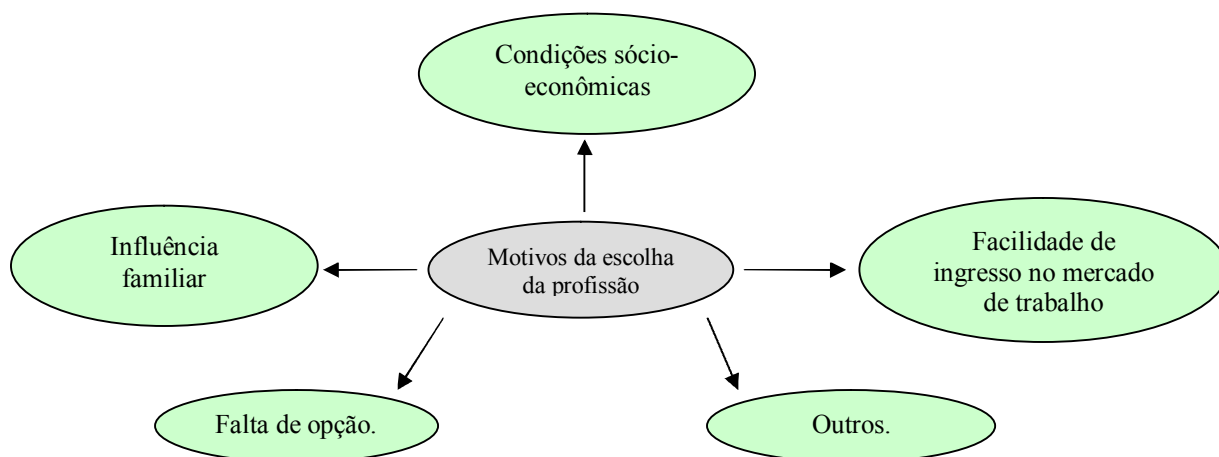 Condições sócio-
econômicas
Influência
familiar
Motivos da escolha
da profissão
Facilidade de
ingresso no mercado
de trabalho
Falta de opção.
Outros.